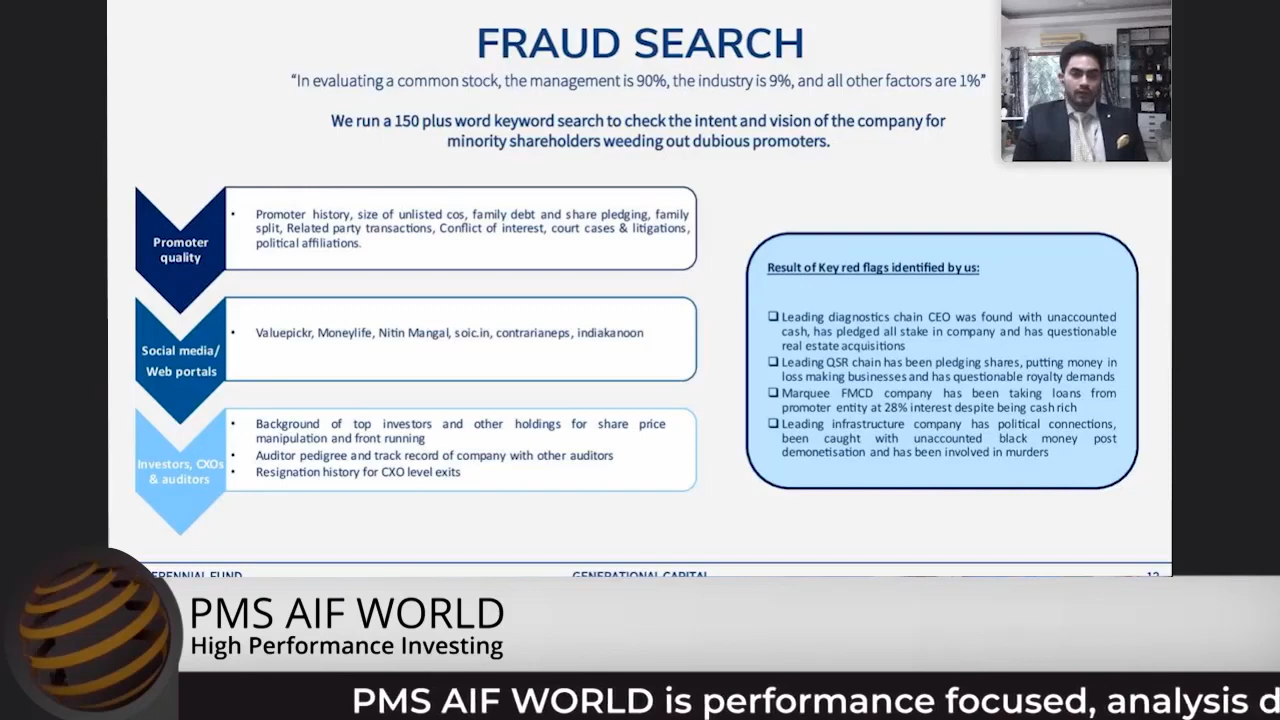 FRAUD SEARCH
“In evaluating a common stock, the management is 90%, the industry is 9%, and all other factors are 1%”
We run a 150 plus word keyword search to check the intent and vision of the company for
minority shareholders weeding out dubious promoters.
Promoter
quality
• Promoter history, size of unlisted cos, family debt and share pledging, family
split, Related party transactions, Conflict of interest, court cases & litigations,
political affiliations.
Social media/
Web portals
• Valuepickr, Moneylife, Nitin Mangal, soic.in, contrarianeps, indiakanoon
Investors, CXOs
& auditors
• Background of top investors and other holdings for share price
manipulation and front running
• Auditor pedigree and track record of company with other auditors
• Resignation history for CXO level exits
Result of Key red flags identified by us:
❑ Leading diagnostics chain CEO was found with unaccounted
cash, has pledged all stake in company and has questionable
real estate acquisitions
❑ Leading QSR chain has been pledging shares, putting money in
loss making businesses and has questionable royalty demands
❑ Marquee FMCD company has been taking loans from
promoter entity at 28% interest despite being cash rich
❑ Leading infrastructure company has political connections,
been caught with unaccounted black money post
demonetisation and has been involved in murders
ERENNIAL FUND
GENERATIONAL CAPITAL
12
PMS AIF WORLD
High Performance Investing
PMS AIF WORLD is performance focused, analysis d